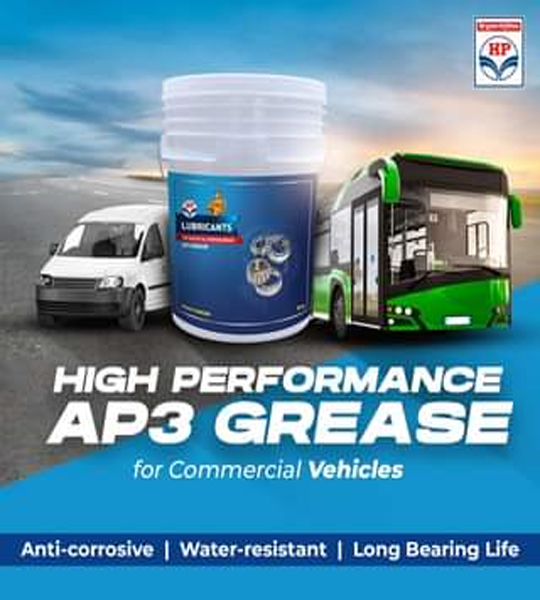 HP
LUBRICANTS
HIGH PERFORMANCE
AP3 GREASE
for Commercial Vehicles
Anti-corrosive | Water-resistant | Long Bearing Life